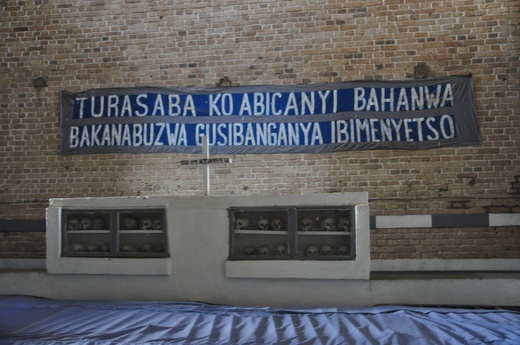 TURASABA KO ABICANYI BAHANWA
BAKANABUZWA GUSIBANGANYA IBIMENYETSO